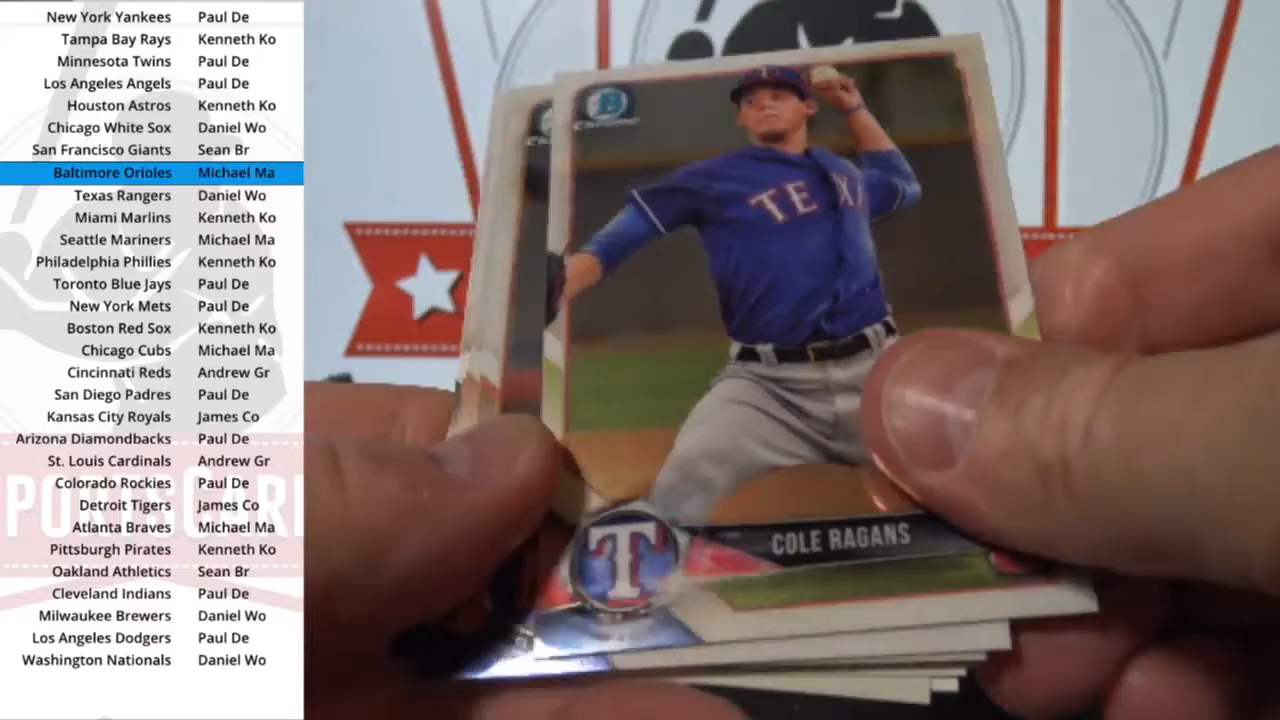 New York Yankees Paul De
Tampa Bay Rays Kenneth Ko
Minnesota Twins Paul De
Los Angeles Angels Paul De
Houston Astros Kenneth Ko
Chicago White Sox Daniel Wo
San Francisco Giants Sean Br
Baltimore Orioles Michael Ma
Texas Rangers Daniel Wo
Miami Marlins Kenneth Ko
Seattle Mariners Michael Ma
Philadelphia Phillies Kenneth Ko
Toronto Blue Jays Paul De
New York Mets Paul De
Boston Red Sox Kenneth Ko
Chicago Cubs Michael Ma
Cincinnati Reds Andrew Gr
San Diego Padres Paul De
Kansas City Royals James Co
Arizona Diamondbacks Paul De
St. Louis Cardinals Andrew Gr
Colorado Rockies Paul De
Detroit Tigers James Co
Atlanta Braves Michael Ma
Pittsburgh Pirates Kenneth Ko
Oakland Athletics Sean Br
Cleveland Indians Paul De
Milwaukee Brewers Daniel Wo
Los Angeles Dodgers Paul De
Washington Nationals Daniel Wo
PORTSCAR
B
TEX
T
COLE RAGANS